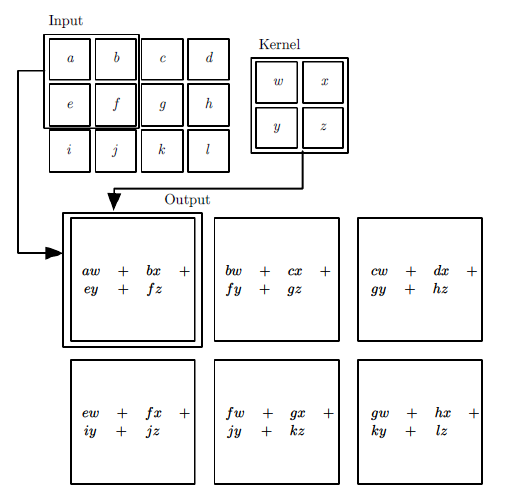 Input
a b c d
Kernel
w x
e f g h
y z
i j k l
Output
aw + bx +
ey + fz
bw + cx +
fy + gz
cw + dx +
gy + hz
ew + fx +
iy + jz
fw + gx +
jy + kz
gw + hx +
ky + lz